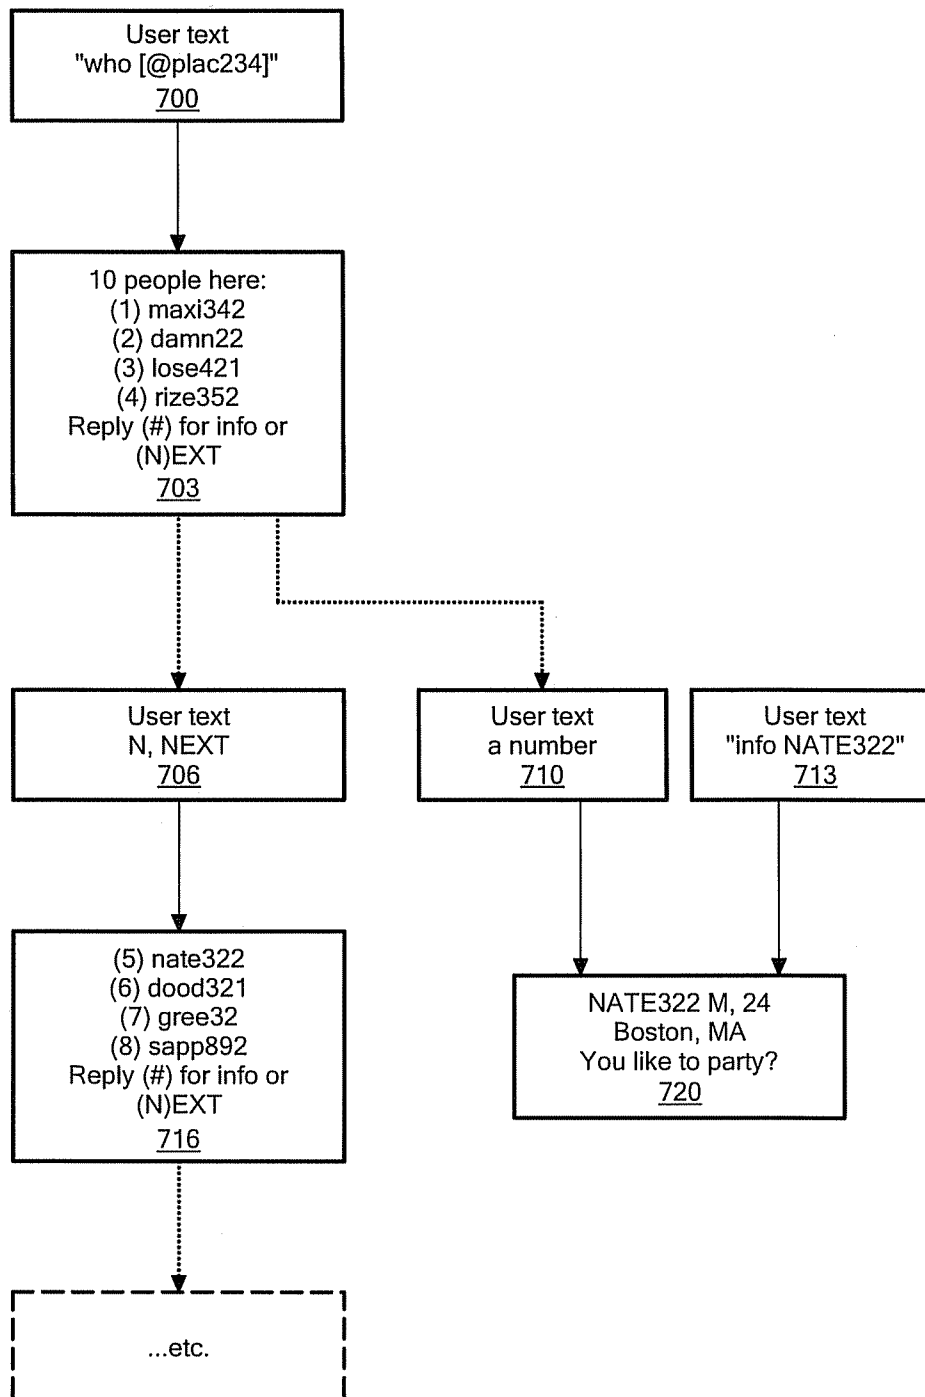 User text
"who [@plac234]"
700
10 people here:
(1) maxi342
(2) damn22
(3) lose421
(4) rize352
Reply (#) for info or
(N)EXT
703
User text
N, NEXT
706
User text
a number
710
User text
"info NATE322"
713
(5) nate322
(6) dood321
(7) gree32
(8) sapp892
Reply (#) for info or
(N)EXT
716
NATE322 M, 24
Boston, MA
You like to party?
720
...etc.